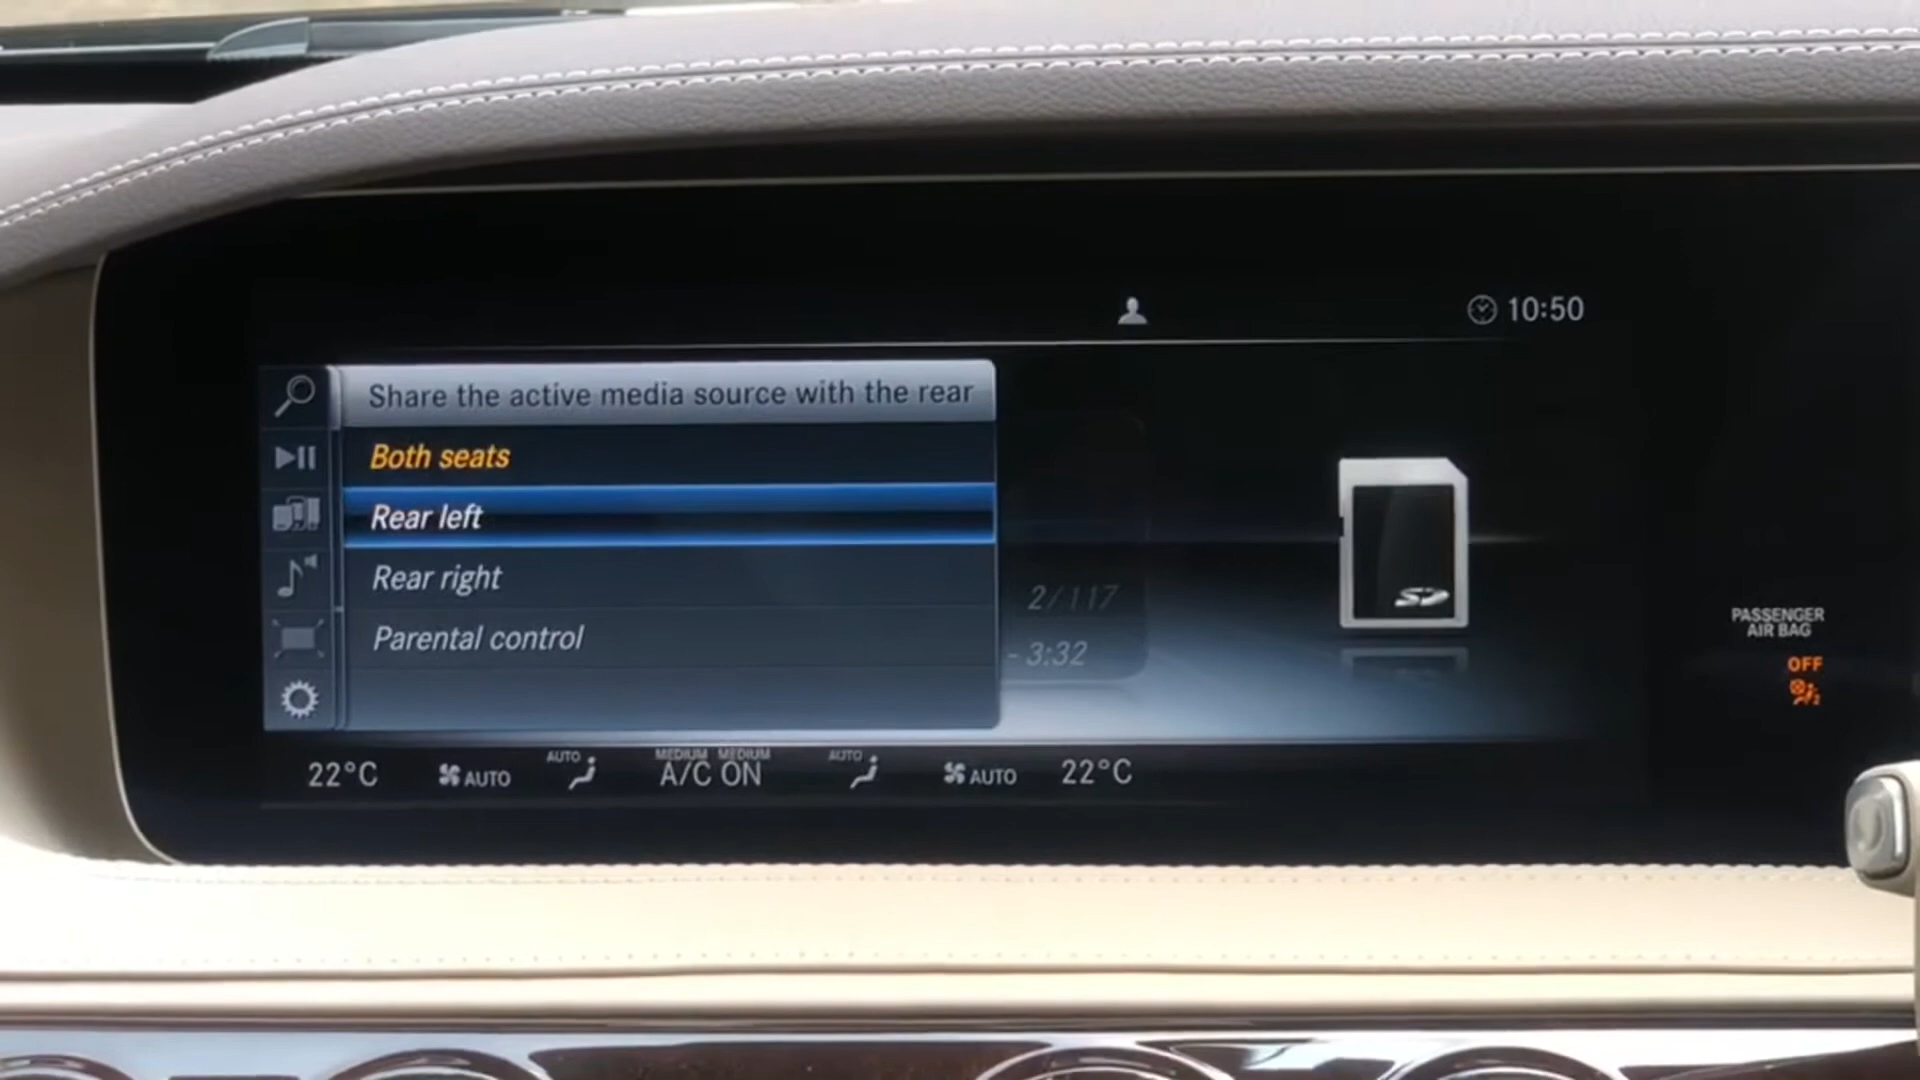 10:50
Share the active media source with the rear
Both seats
Rear left
Rear right
Parental control
2/117
- 3:32
SD
PASSENGER
AIR BAG
OFF
22°C
AUTO
AUTO
MEDIUM MEDIUM
A/C ON
AUTO
AUTO
22°C